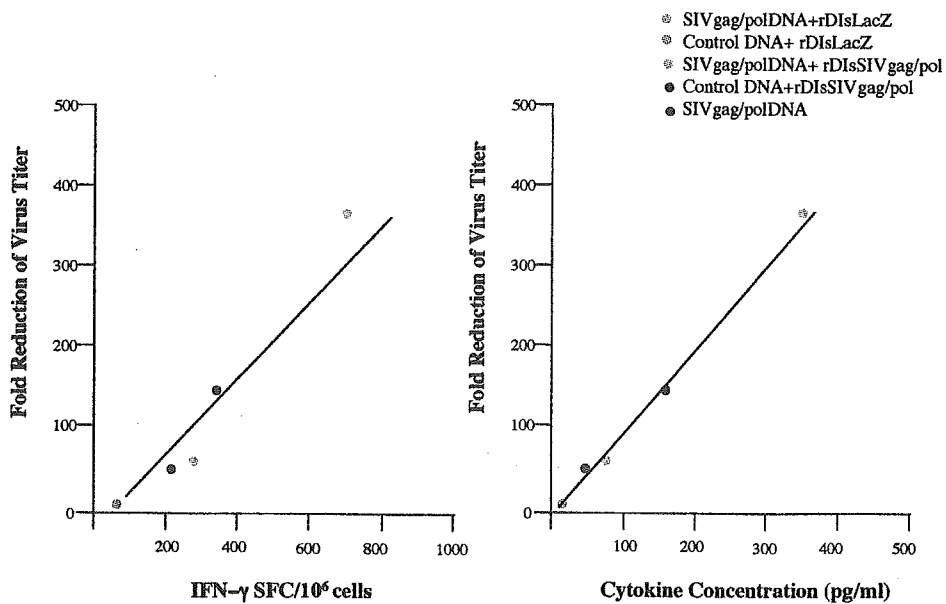 SIVgag/polDNA+rDIsLacZ
Control DNA+ rDIsLacZ
SIVgag/polDNA+ rDIsSIVgag/pol
Control DNA+rDIsSIVgag/pol
SIVgag/polDNA
Fold Reduction of Virus Titer
500
400
300
200
100
0
200
400
600
800
1000
IFN–γ SFC/10⁶ cells
Fold Reduction of Virus Titer
500
400
300
200
100
0
100
200
300
400
500
Cytokine Concentration (pg/ml)